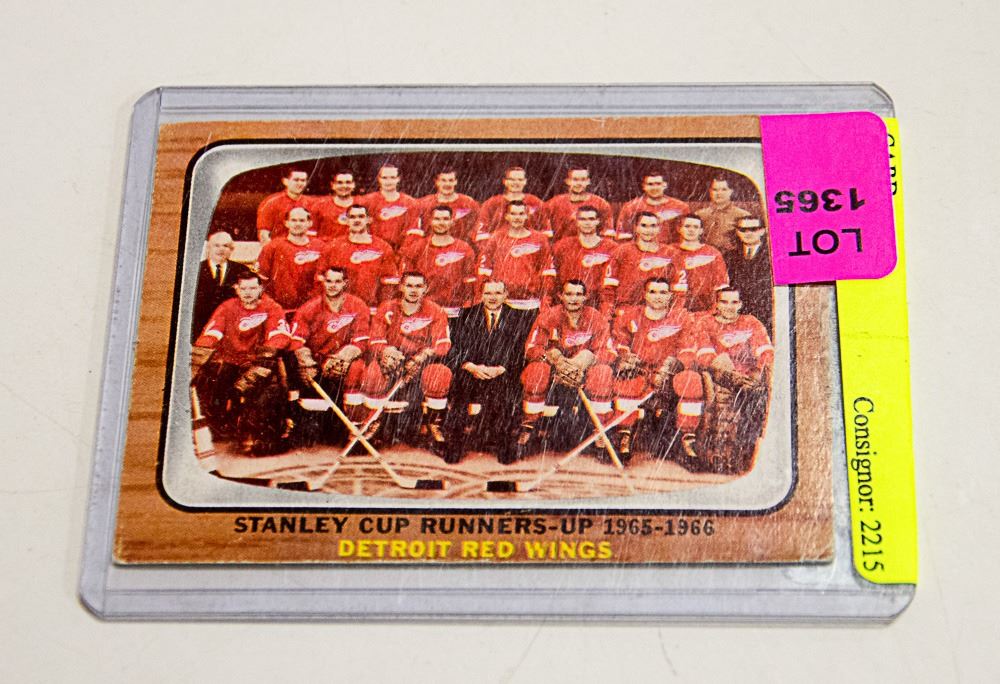 STANLEY CUP RUNNERS-UP 1965-1966
DETROIT RED WINGS
LOT
1365
Consignor: 2215